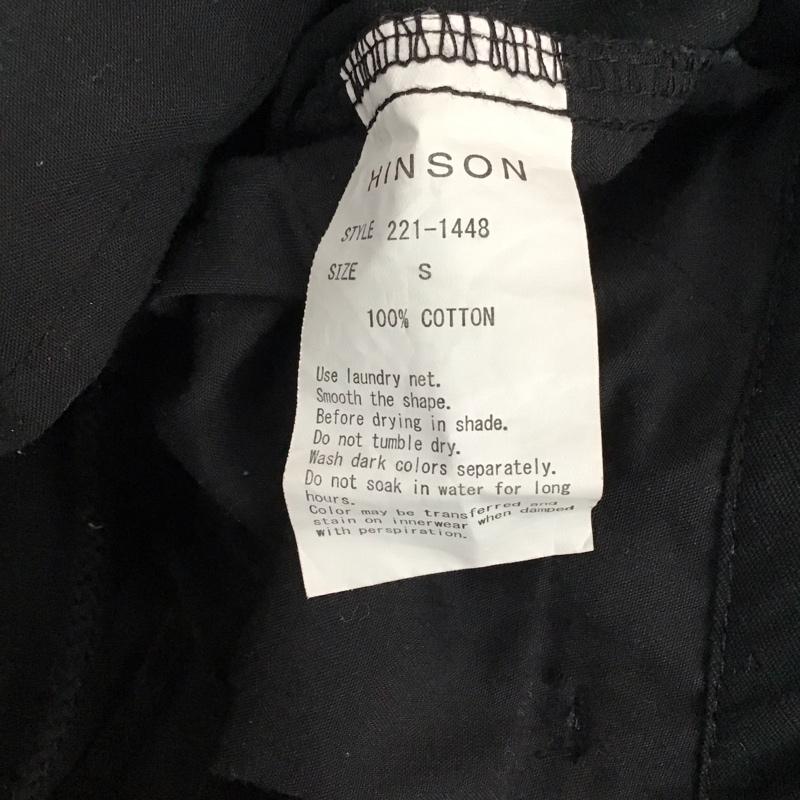 HINSON
STYLE 221-1448
SIZE S
100% COTTON
Use laundry net.
Smooth the shape.
Before drying in shade.
Do not tumble dry.
Wash dark colors separately.
Do not soak in water for long
hours.
Color may be transferred and
stain on innerwear when damped
with perspiration.